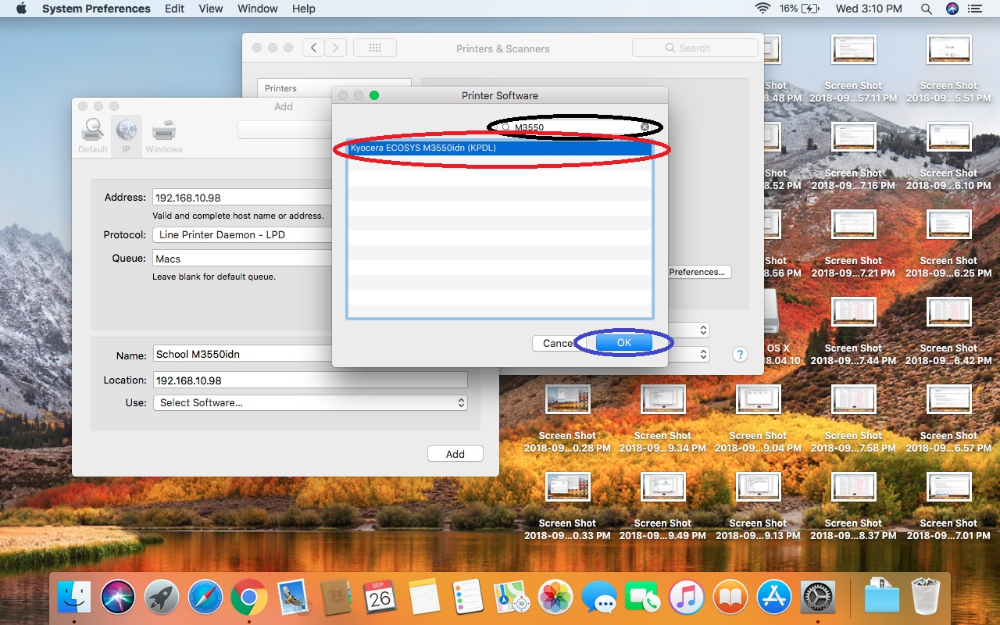 System Preferences Edit View Window Help 16% Wed 3:10 PM
Printers & Scanners Search
Printers
Add
Default IP Windows
Printer Software
M3550
Kyocera ECOSYS M3550idn (KPDL)
Address: 192.168.10.98
Valid and complete host name or address.
Protocol: Line Printer Daemon - LPD
Queue: Macs
Leave blank for default queue.
Preferences...
Cance OK
?
Name: School M3550idn
Location: 192.168.10.98
Use: Select Software...
Add
Shot Screen Shot Screen Shot
8.48 PM 2018-09...57.11 PM 2018-09...5.51 PM
Shot Screen Shot Screen Shot
8.52 PM 2018-09...7.16 PM 2018-09...6.10 PM
Shot Screen Shot Screen Shot
8.56 PM 2018-09...7.21 PM 2018-09...6.25 PM
OS X Screen Shot Screen Shot
8.04.10 2018-09...7.44 PM 2018-09...6.42 PM
Screen Shot Screen Shot Screen Shot Screen Shot Screen Shot
2018-09...0.28 PM 2018-09...9.34 PM 2018-09...9.04 PM 2018-09...7.58 PM 2018-09...6.57 PM
Screen Shot Screen Shot Screen Shot Screen Shot Screen Shot
2018-09...0.33 PM 2018-09...9.49 PM 2018-09...9.13 PM 2018-09...8.37 PM 2018-09...7.01 PM
SEP
26
3D